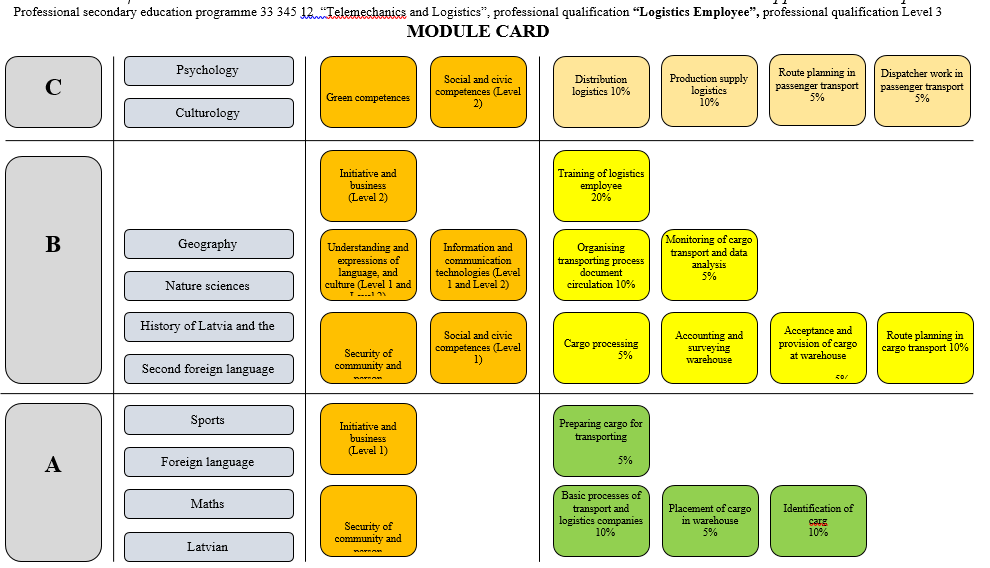 Professional secondary education programme 33 345 12 “Telemechanics and Logistics”, professional qualification “Logistics Employee”, professional qualification Level 3
MODULE CARD
C
Psychology
Culturology
Green competences
Social and civic
competences (Level
2)
Distribution
logistics 10%
Production supply
logistics
10%
Route planning in
passenger transport
5%
Dispatcher work in
passenger transport
5%
B
Geography
Nature sciences
History of Latvia and the
Second foreign language
Initiative and
business
(Level 2)
Understanding and
expressions of
language, and
culture (Level 1 and
Level 2)
Information and
communication
technologies (Level
1 and Level 2)
Security of
community and
person
Social and civic
competences (Level
1)
Training of logistics
employee
20%
Organising
transporting process
document
circulation 10%
Monitoring of cargo
transport and data
analysis
5%
Cargo processing
5%
Accounting and
surveying
warehouse
Acceptance and
provision of cargo
at warehouse
5%
Route planning in
cargo transport 10%
A
Sports
Foreign language
Maths
Latvian
Initiative and
business
(Level 1)
Security of
community and
person
Preparing cargo for
transporting
5%
Basic processes of
transport and
logistics companies
10%
Placement of cargo
in warehouse
5%
Identification of
carg
10%